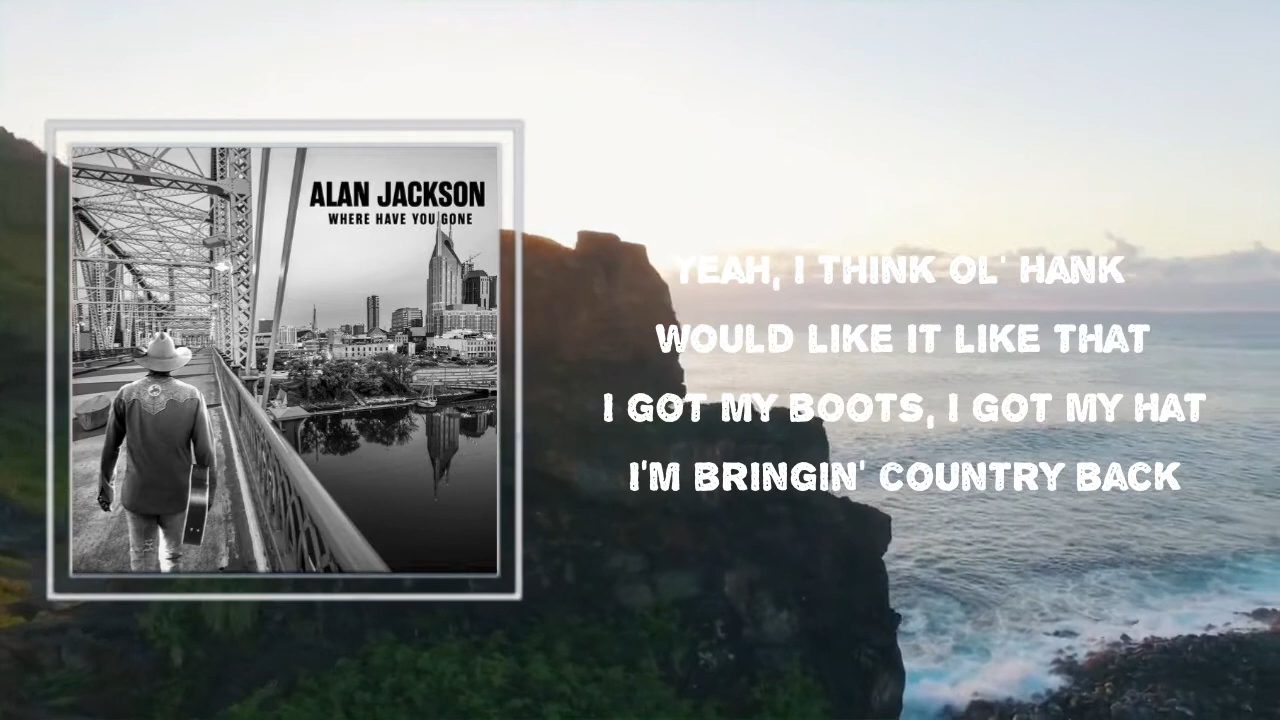 ALAN JACKSON
WHERE HAVE YOU GONE
YEAH, I THINK OL' HANK
WOULD LIKE IT LIKE THAT
I GOT MY BOOTS, I GOT MY HAT
I'M BRINGIN' COUNTRY BACK